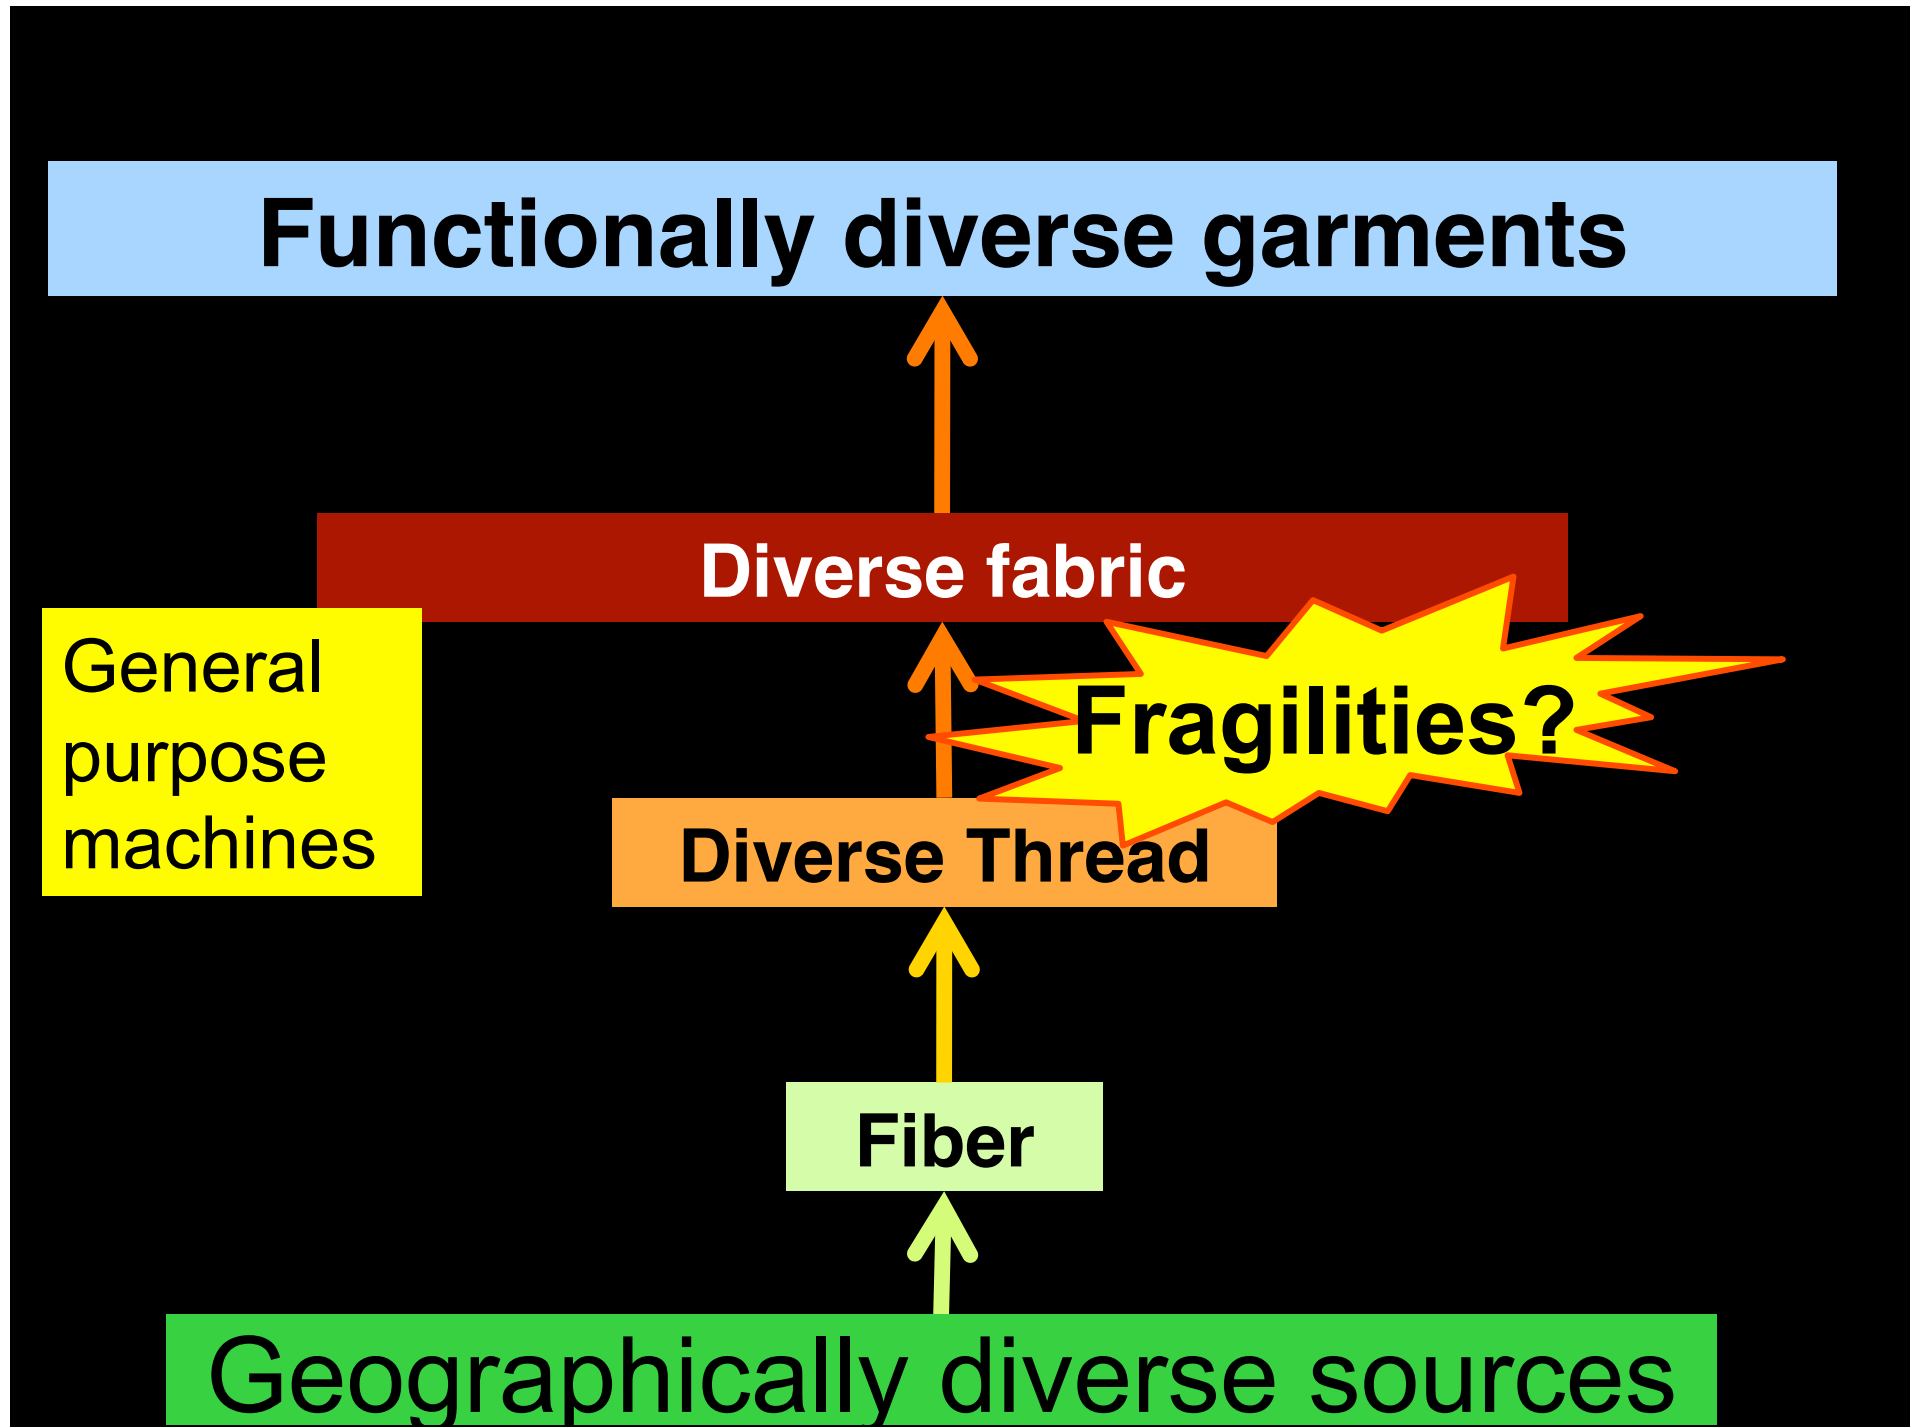 Functionally diverse garments
Diverse fabric
General
purpose
machines
Fragilities?
Diverse Thread
Fiber
Geographically diverse sources